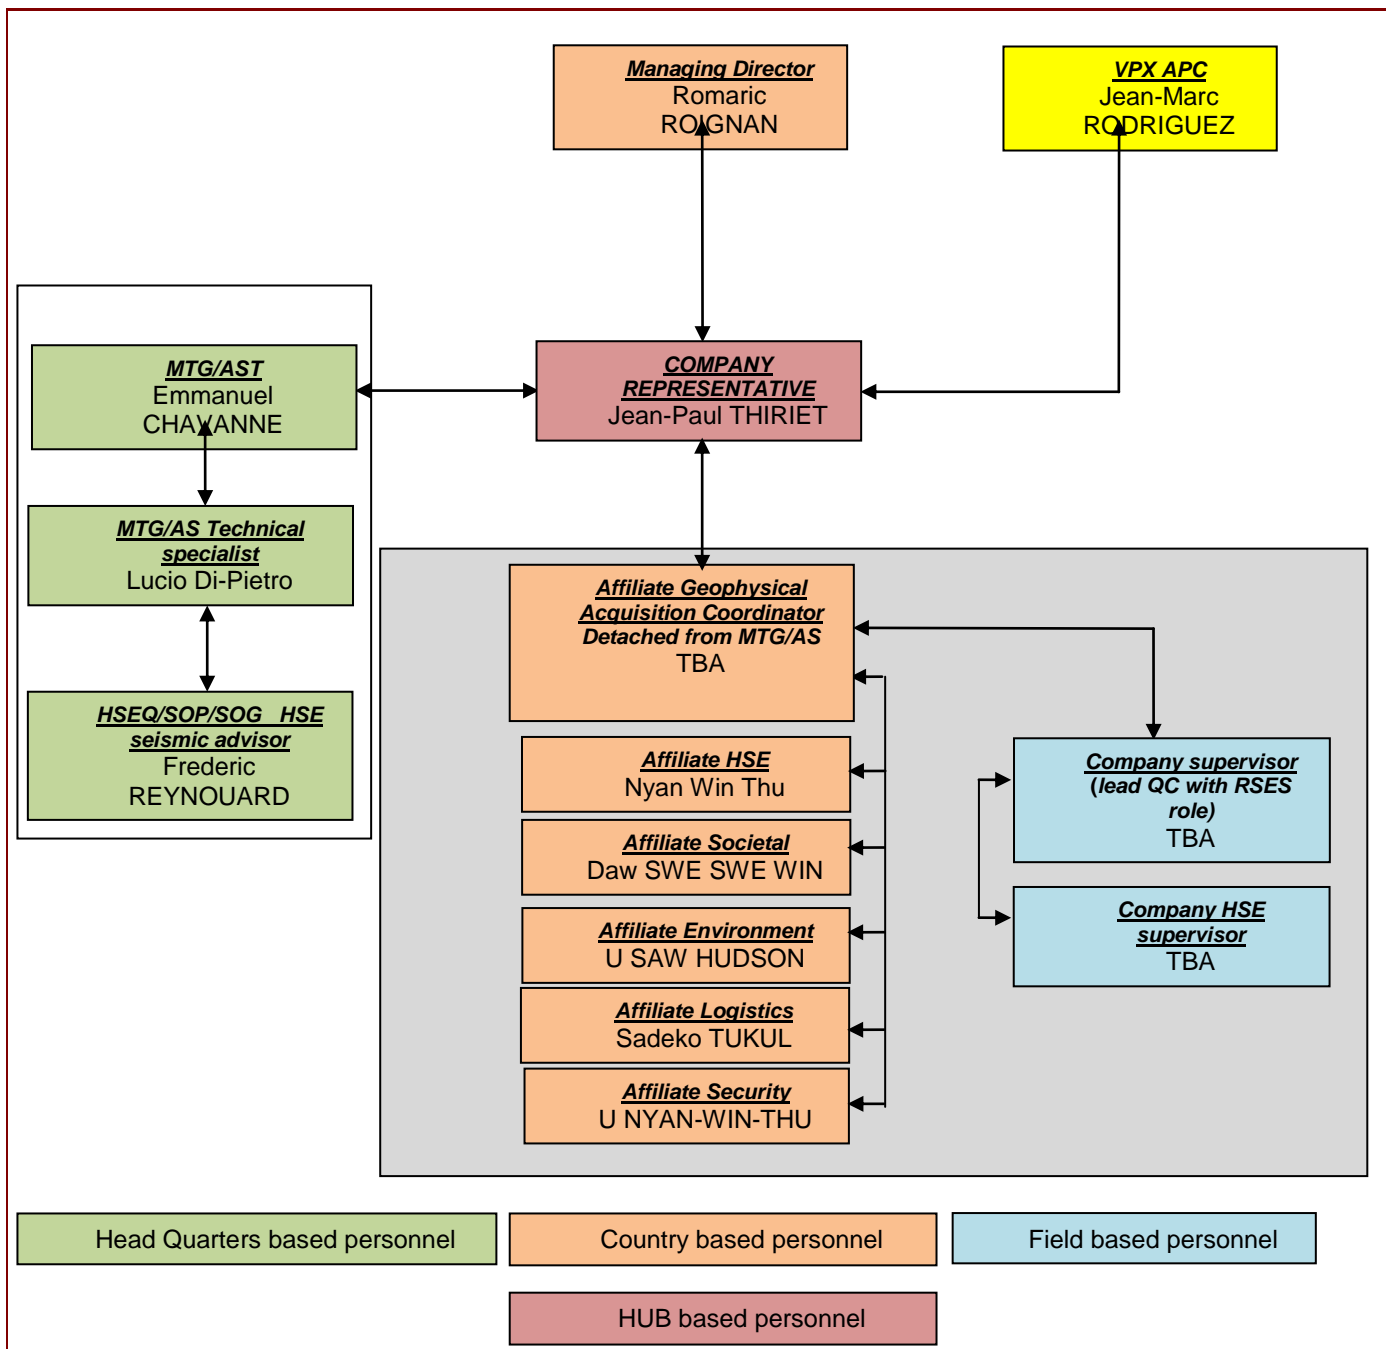 Managing Director
Romaric
ROIGNAN
VPX APC
Jean-Marc
RODRIGUEZ
MTG/AST
Emmanuel
CHAVANNE
COMPANY
REPRESENTATIVE
Jean-Paul THIRIET
MTG/AS Technical
specialist
Lucio Di-Pietro
HSEQ/SOP/SOG HSE
seismic advisor
Frederic
REYNOUARD
Affiliate Geophysical
Acquisition Coordinator
Detached from MTG/AS
TBA
Affiliate HSE
Nyan Win Thu
Affiliate Societal
Daw SWE SWE WIN
Affiliate Environment
U SAW HUDSON
Affiliate Logistics
Sadeko TUKUL
Affiliate Security
U NYAN-WIN-THU
Company supervisor
(lead QC with RSES
role)
TBA
Company HSE
supervisor
TBA
Head Quarters based personnel
Country based personnel
Field based personnel
HUB based personnel